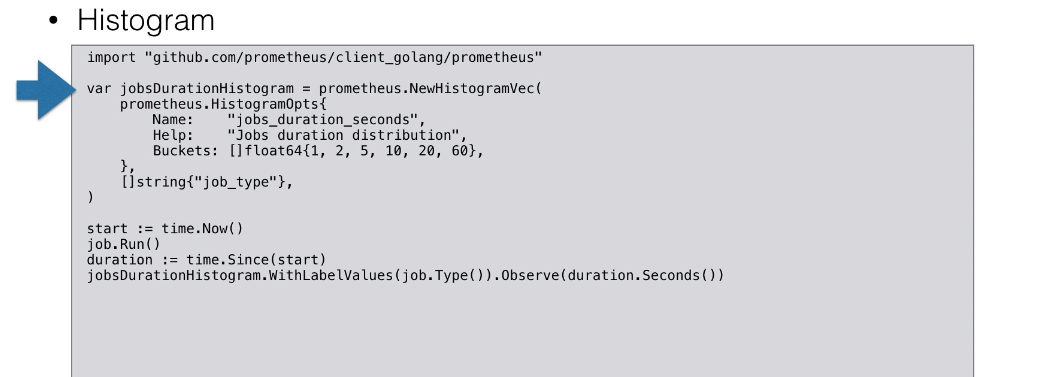 • Histogram
import "github.com/prometheus/client_golang/prometheus"
var jobsDurationHistogram = prometheus.NewHistogramVec(
    prometheus.HistogramOpts{
        Name:    "jobs_duration_seconds",
        Help:    "Jobs duration distribution",
        Buckets: []float64{1, 2, 5, 10, 20, 60},
    },
    []string{"job_type"},
)
start := time.Now()
job.Run()
duration := time.Since(start)
jobsDurationHistogram.WithLabelValues(job.Type()).Observe(duration.Seconds())